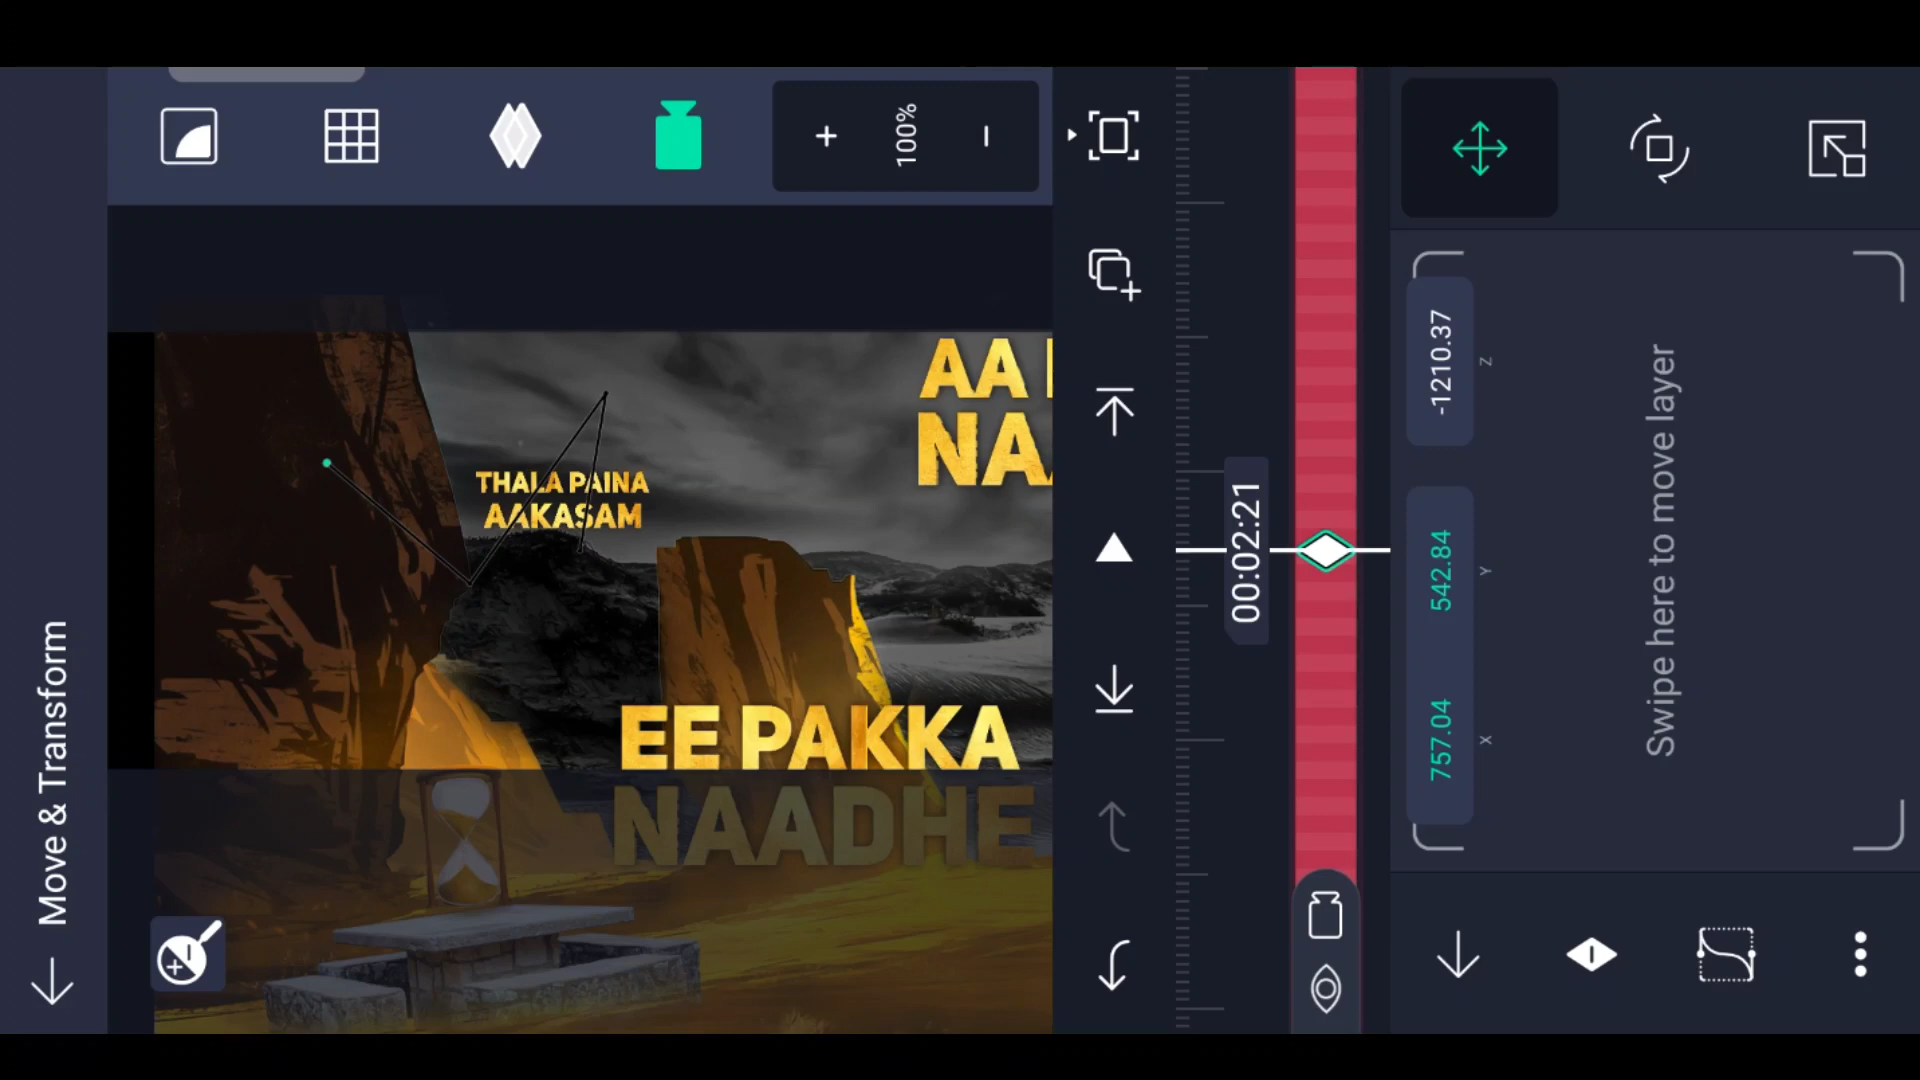 Move & Transform
100%
AA
NAA
THALA PAINA
AAKASAM
EE PAKKA
NAADHE
00:02:21
757.04
X
542.84
Y
-1210.37
Z
Swipe here to move layer